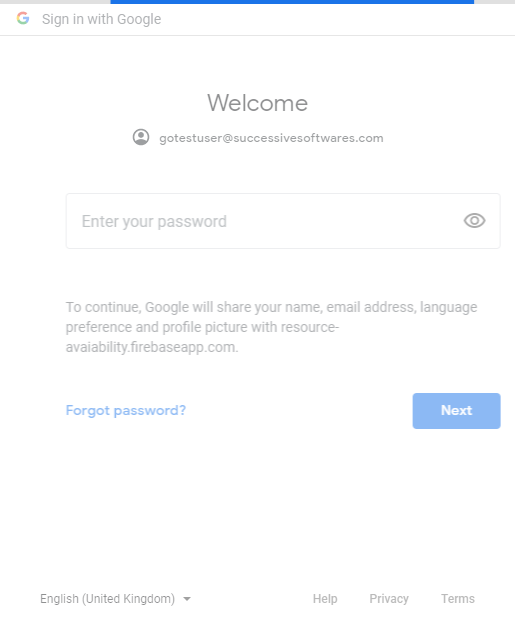 Sign in with Google
Welcome
gotestuser@successivesoftwares.com
Enter your password
To continue, Google will share your name, email address, language
preference and profile picture with resource-
avaiability.firebaseapp.com.
Forgot password?
Next
English (United Kingdom)
Help
Privacy
Terms